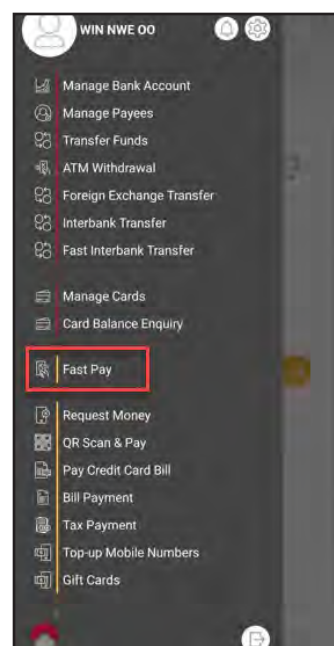 WIN NWE OO
Manage Bank Account
Manage Payees
Transfer Funds
ATM Withdrawal
Foreign Exchange Transfer
Interbank Transfer
Fast Interbank Transfer
Manage Cards
Card Balance Enquiry
Fast Pay
Request Money
QR Scan & Pay
Pay Credit Card Bill
Bill Payment
Tax Payment
Top-up Mobile Numbers
Gift Cards